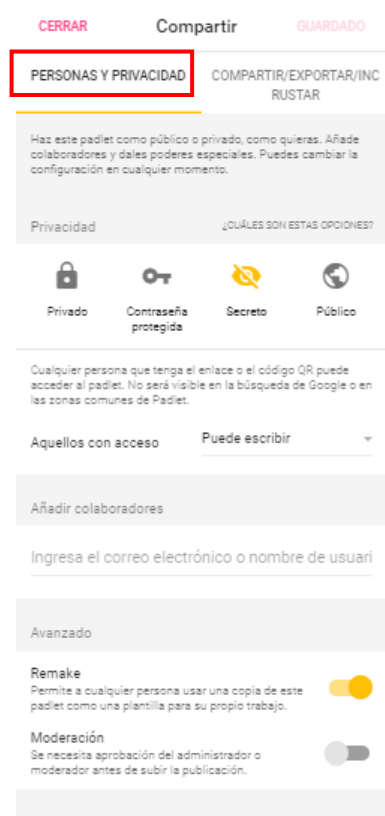 CERRAR Compartir GUARDADO
PERSONAS Y PRIVACIDAD
COMPARTIR/EXPORTAR/INC
RUSTAR
Haz este padlet como público o privado, como quieras. Añade
colaboradores y dales poderes especiales. Puedes cambiar la
configuración en cualquier momento.
Privacidad ¿CUÁLES SON ESTAS OPCIONES?
Privado Contraseña Secreto Público
protegida
Cualquier persona que tenga el enlace o el código QR puede
acceder al padlet. No será visible en la búsqueda de Google o en
las zonas comunes de Padlet.
Aquellos con acceso Puede escribir
Añadir colaboradores
Ingresa el correo electrónico o nombre de usuari
Avanzado
Remake
Permite a cualquier persona usar una copia de este
padlet como una plantilla para su propio trabajo.
Moderación
Se necesita aprobación del administrador o
moderador antes de subir la publicación.